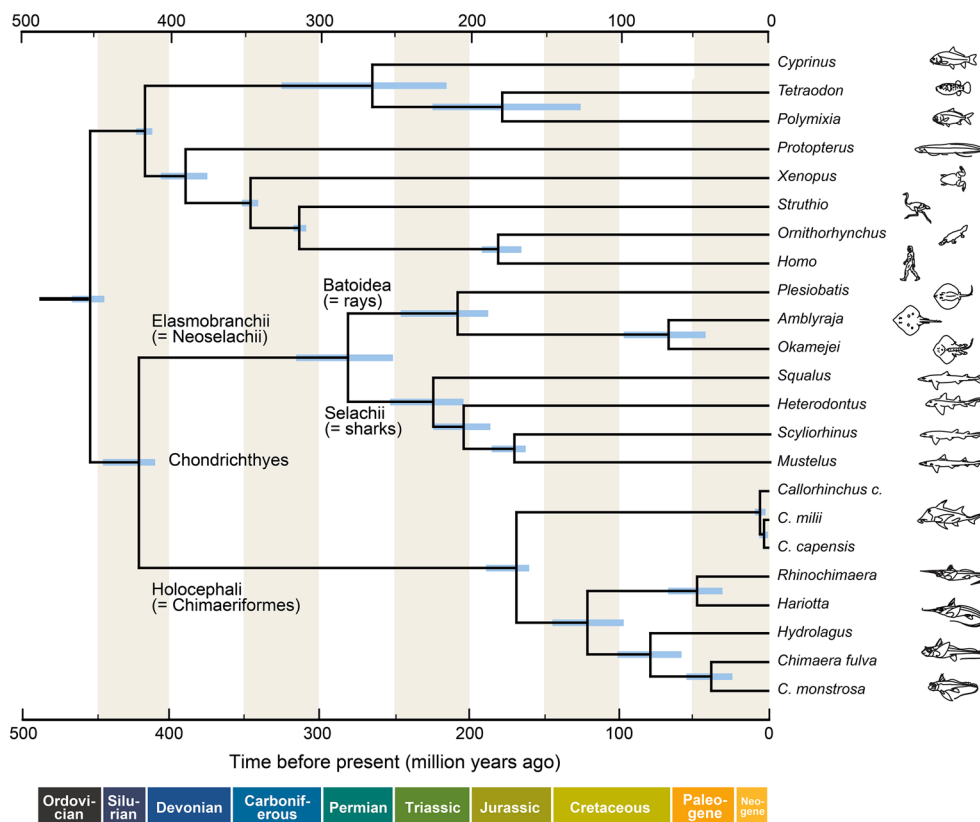 500 400 300 200 100 0
Cyprinus
Tetraodon
Polymixia
Protopterus
Xenopus
Struthio
Ornithorhynchus
Homo
Batoidea
(= rays)
Plesiobatis
Elasmobranchii
(= Neoselachii)
Amblyraja
Okamejei
Squalus
Selachii
(= sharks)
Heterodontus
Scyliorhinus
Chondrichthyes
Mustelus
Callorhinchus c.
C. milii
C. capensis
Holocephali
(= Chimaeriformes)
Rhinochimaera
Hariotta
Hydrolagus
Chimaera fulva
C. monstrosa
500 400 300 200 100 0
Time before present (million years ago)
Ordovi-
cian
Silu-
rian
Devonian
Carbonif-
erous
Permian
Triassic
Jurassic
Cretaceous
Paleo-
gene
Neo-
gene